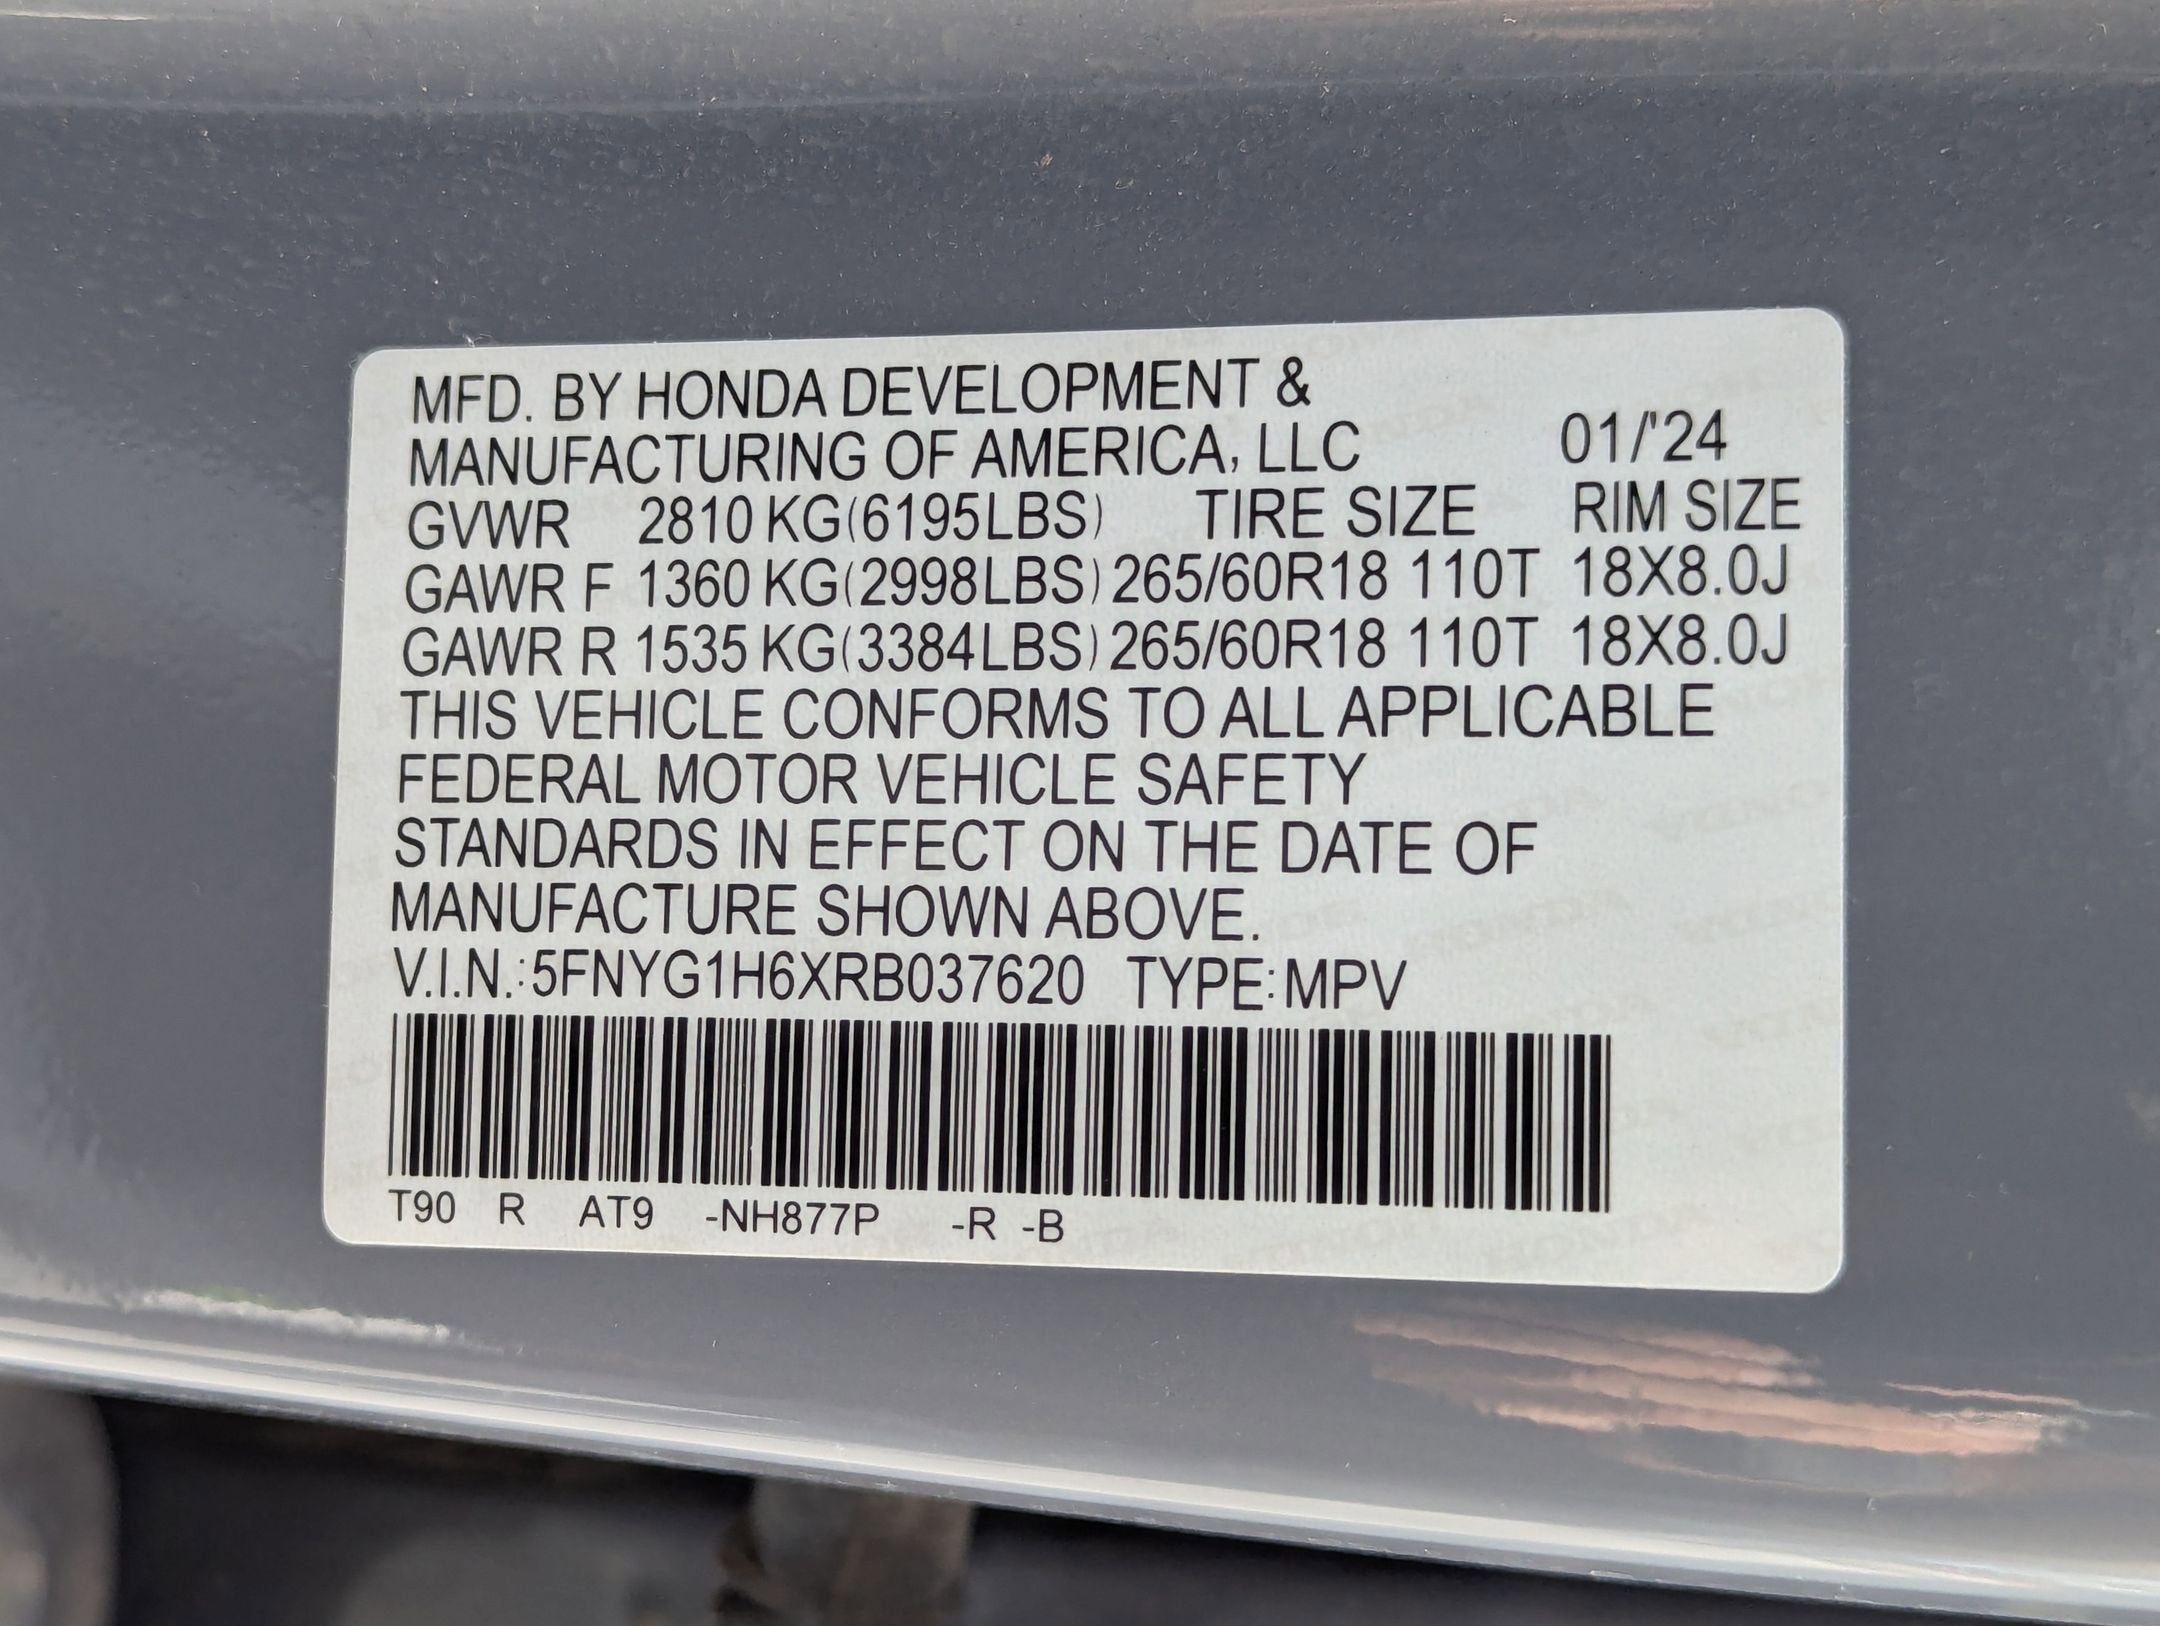 MFD. BY HONDA DEVELOPMENT &
MANUFACTURING OF AMERICA, LLC 01/'24
GVWR 2810 KG(6195LBS) TIRE SIZE RIM SIZE
GAWR F 1360 KG(2998LBS) 265/60R18 110T 18X8.0J
GAWR R 1535 KG(3384LBS) 265/60R18 110T 18X8.0J
THIS VEHICLE CONFORMS TO ALL APPLICABLE
FEDERAL MOTOR VEHICLE SAFETY
STANDARDS IN EFFECT ON THE DATE OF
MANUFACTURE SHOWN ABOVE.
V.I.N.:5FNYG1H6XRB037620 TYPE:MPV
T90 R AT9 -NH877P -R -B